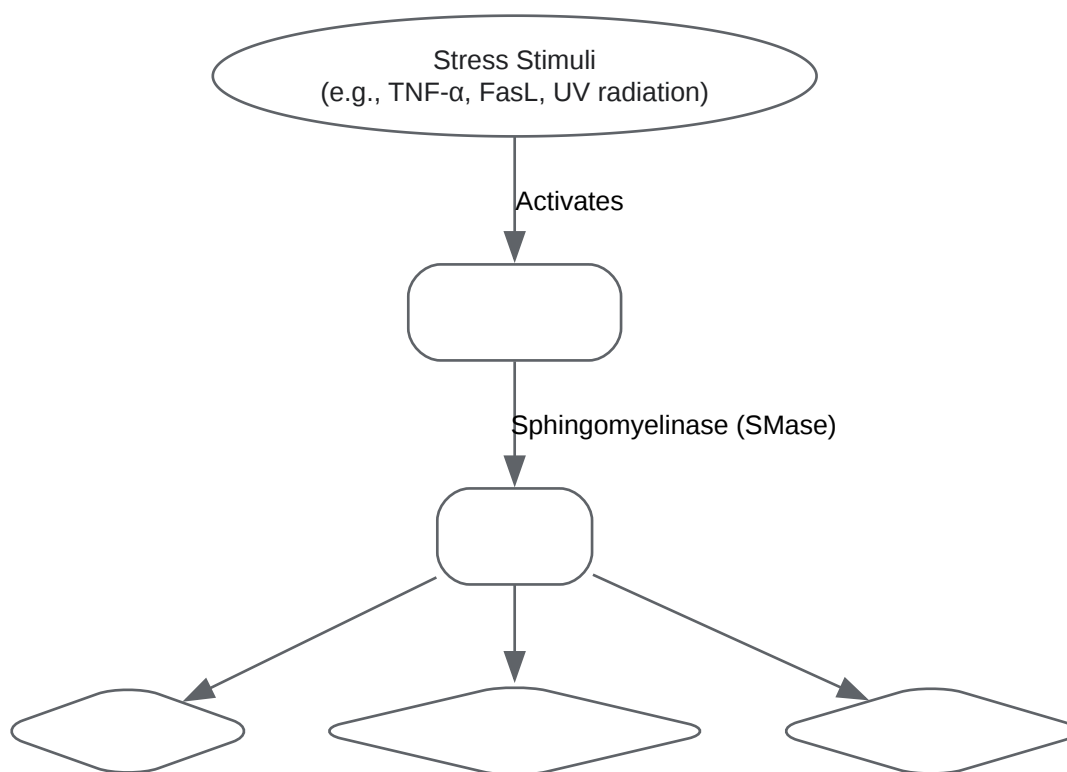 Stress Stimuli
(e.g., TNF-α, FasL, UV radiation)
Activates
Sphingomyelinase (SMase)